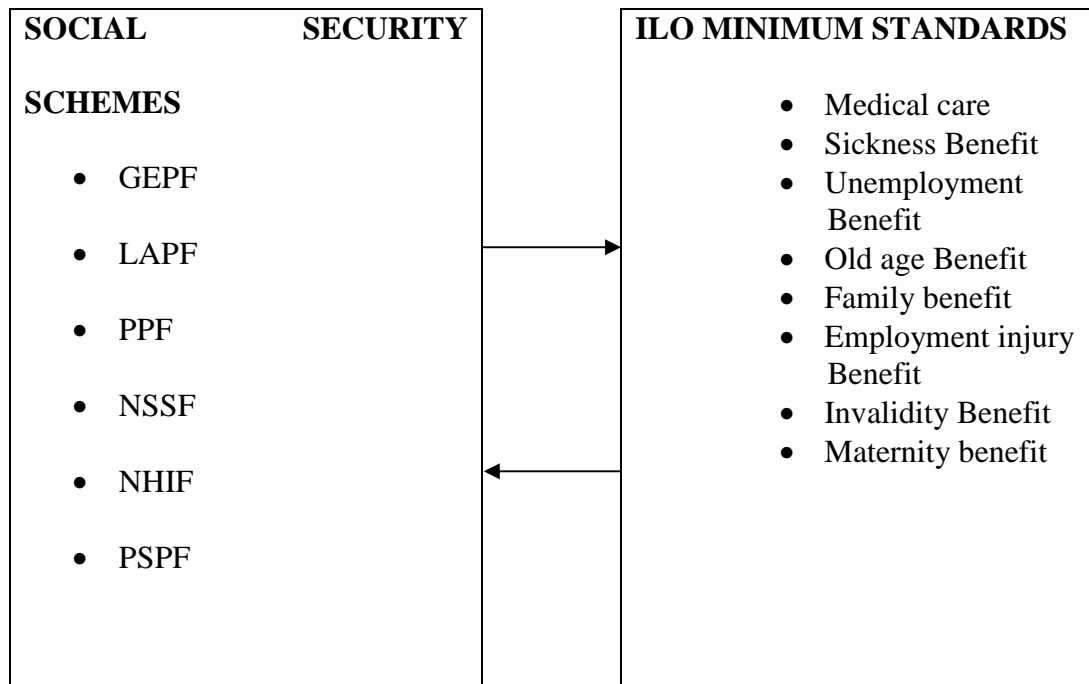 SOCIAL SECURITY
SCHEMES
• GEPF
• LAPF
• PPF
• NSSF
• NHIF
• PSPF
ILO MINIMUM STANDARDS
• Medical care
• Sickness Benefit
• Unemployment
Benefit
• Old age Benefit
• Family benefit
• Employment injury
Benefit
• Invalidity Benefit
• Maternity benefit